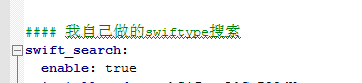 #### 我自己做的swiftype搜索
swift_search:
enable: true